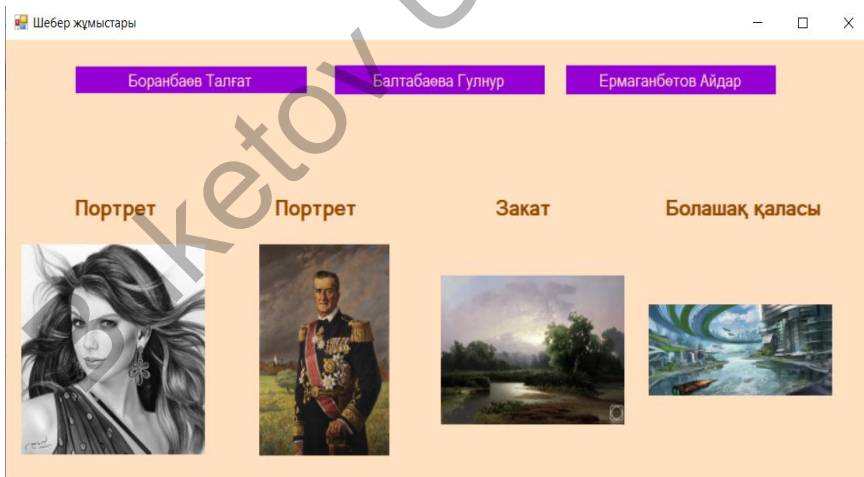 Шебер жұмыстары
Боранбаев Талғат
Балтабаева Гулнур
Ермаганбетов Айдар
Портрет
Портрет
Закат
Болашақ қаласы